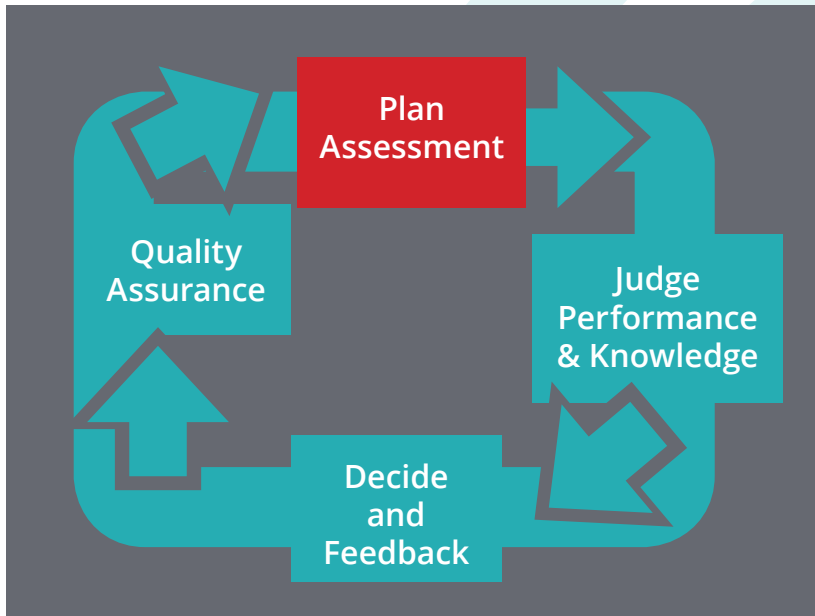 Plan
Assessment
Quality
Assurance
Judge
Performance
& Knowledge
Decide
and
Feedback